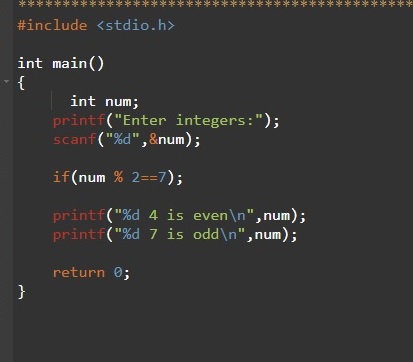 *********************************************
#include <stdio.h>
int main()
{
int num;
printf("Enter integers:");
scanf("%d",&num);
if(num % 2==7);
printf("%d 4 is even\n",num);
printf("%d 7 is odd\n",num);
return 0;
}